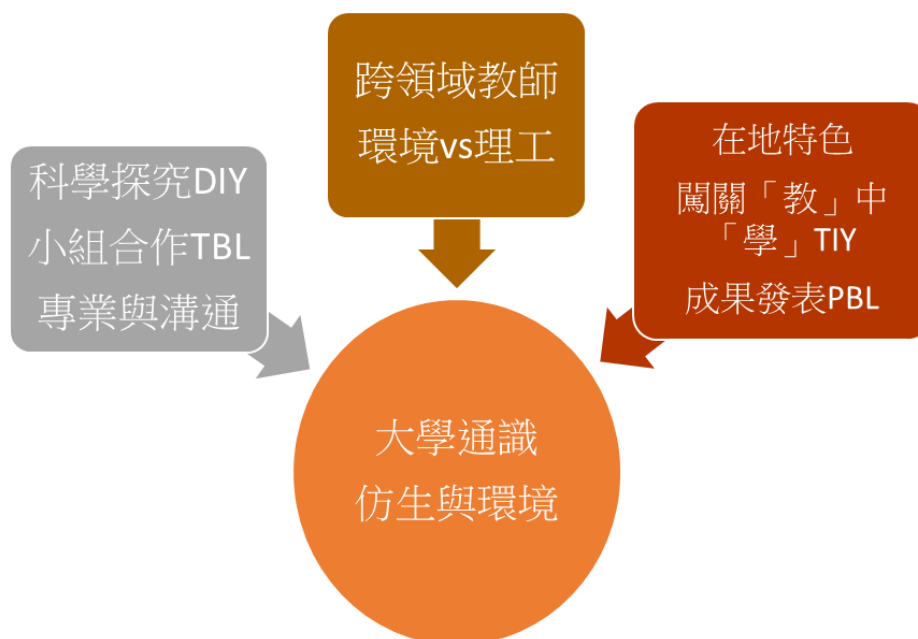 跨領域教師
環境vs理工
科學探究DIY
小組合作TBL
專業與溝通
在地特色
闖關「教」中
「學」TIY
成果發表PBL
大學通識
仿生與環境